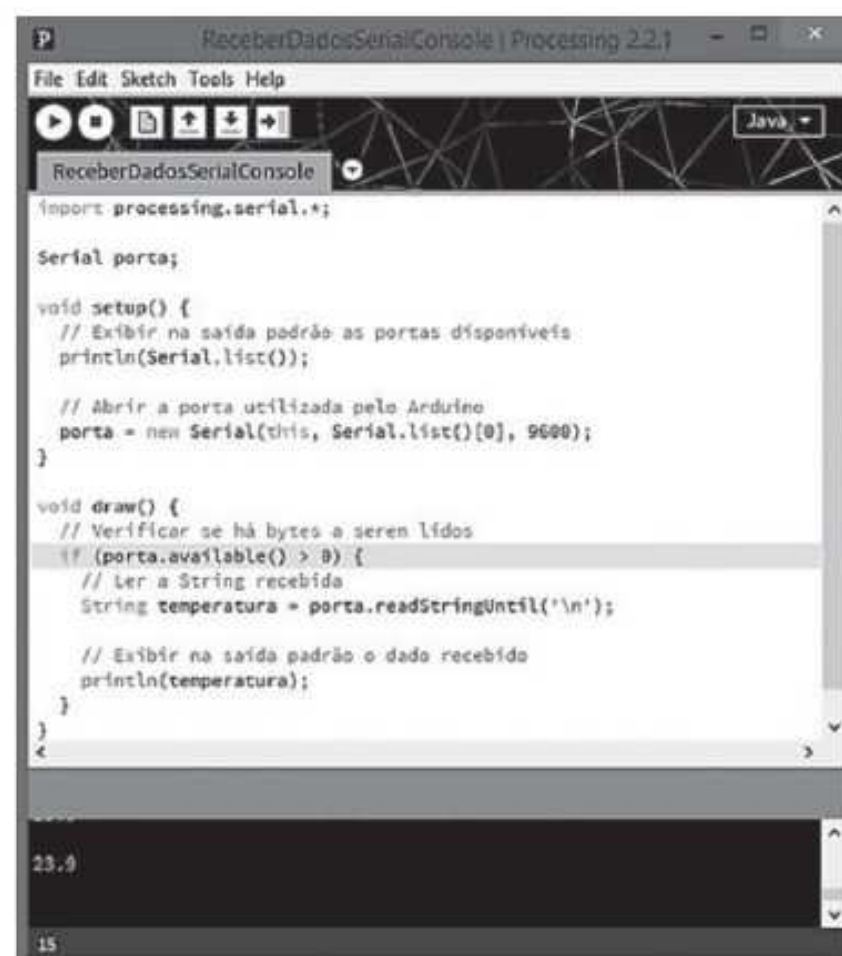 ReceberDadosSerialConsole | Processing 2.2.1
File Edit Sketch Tools Help
Java
ReceberDadosSerialConsole
import processing.serial.*;
Serial porta;
void setup() {
// Exibir na saída padrão as portas disponíveis
println(Serial.list());
// Abrir a porta utilizada pelo Arduino
porta = new Serial(this, Serial.list()[0], 9600);
}
void draw() {
// Verificar se há bytes a serem lidos
if (porta.available() > 0) {
// Ler a String recebida
String temperatura = porta.readStringUntil('\n');
// Exibir na saída padrão o dado recebido
println(temperatura);
}
}
23.9
15